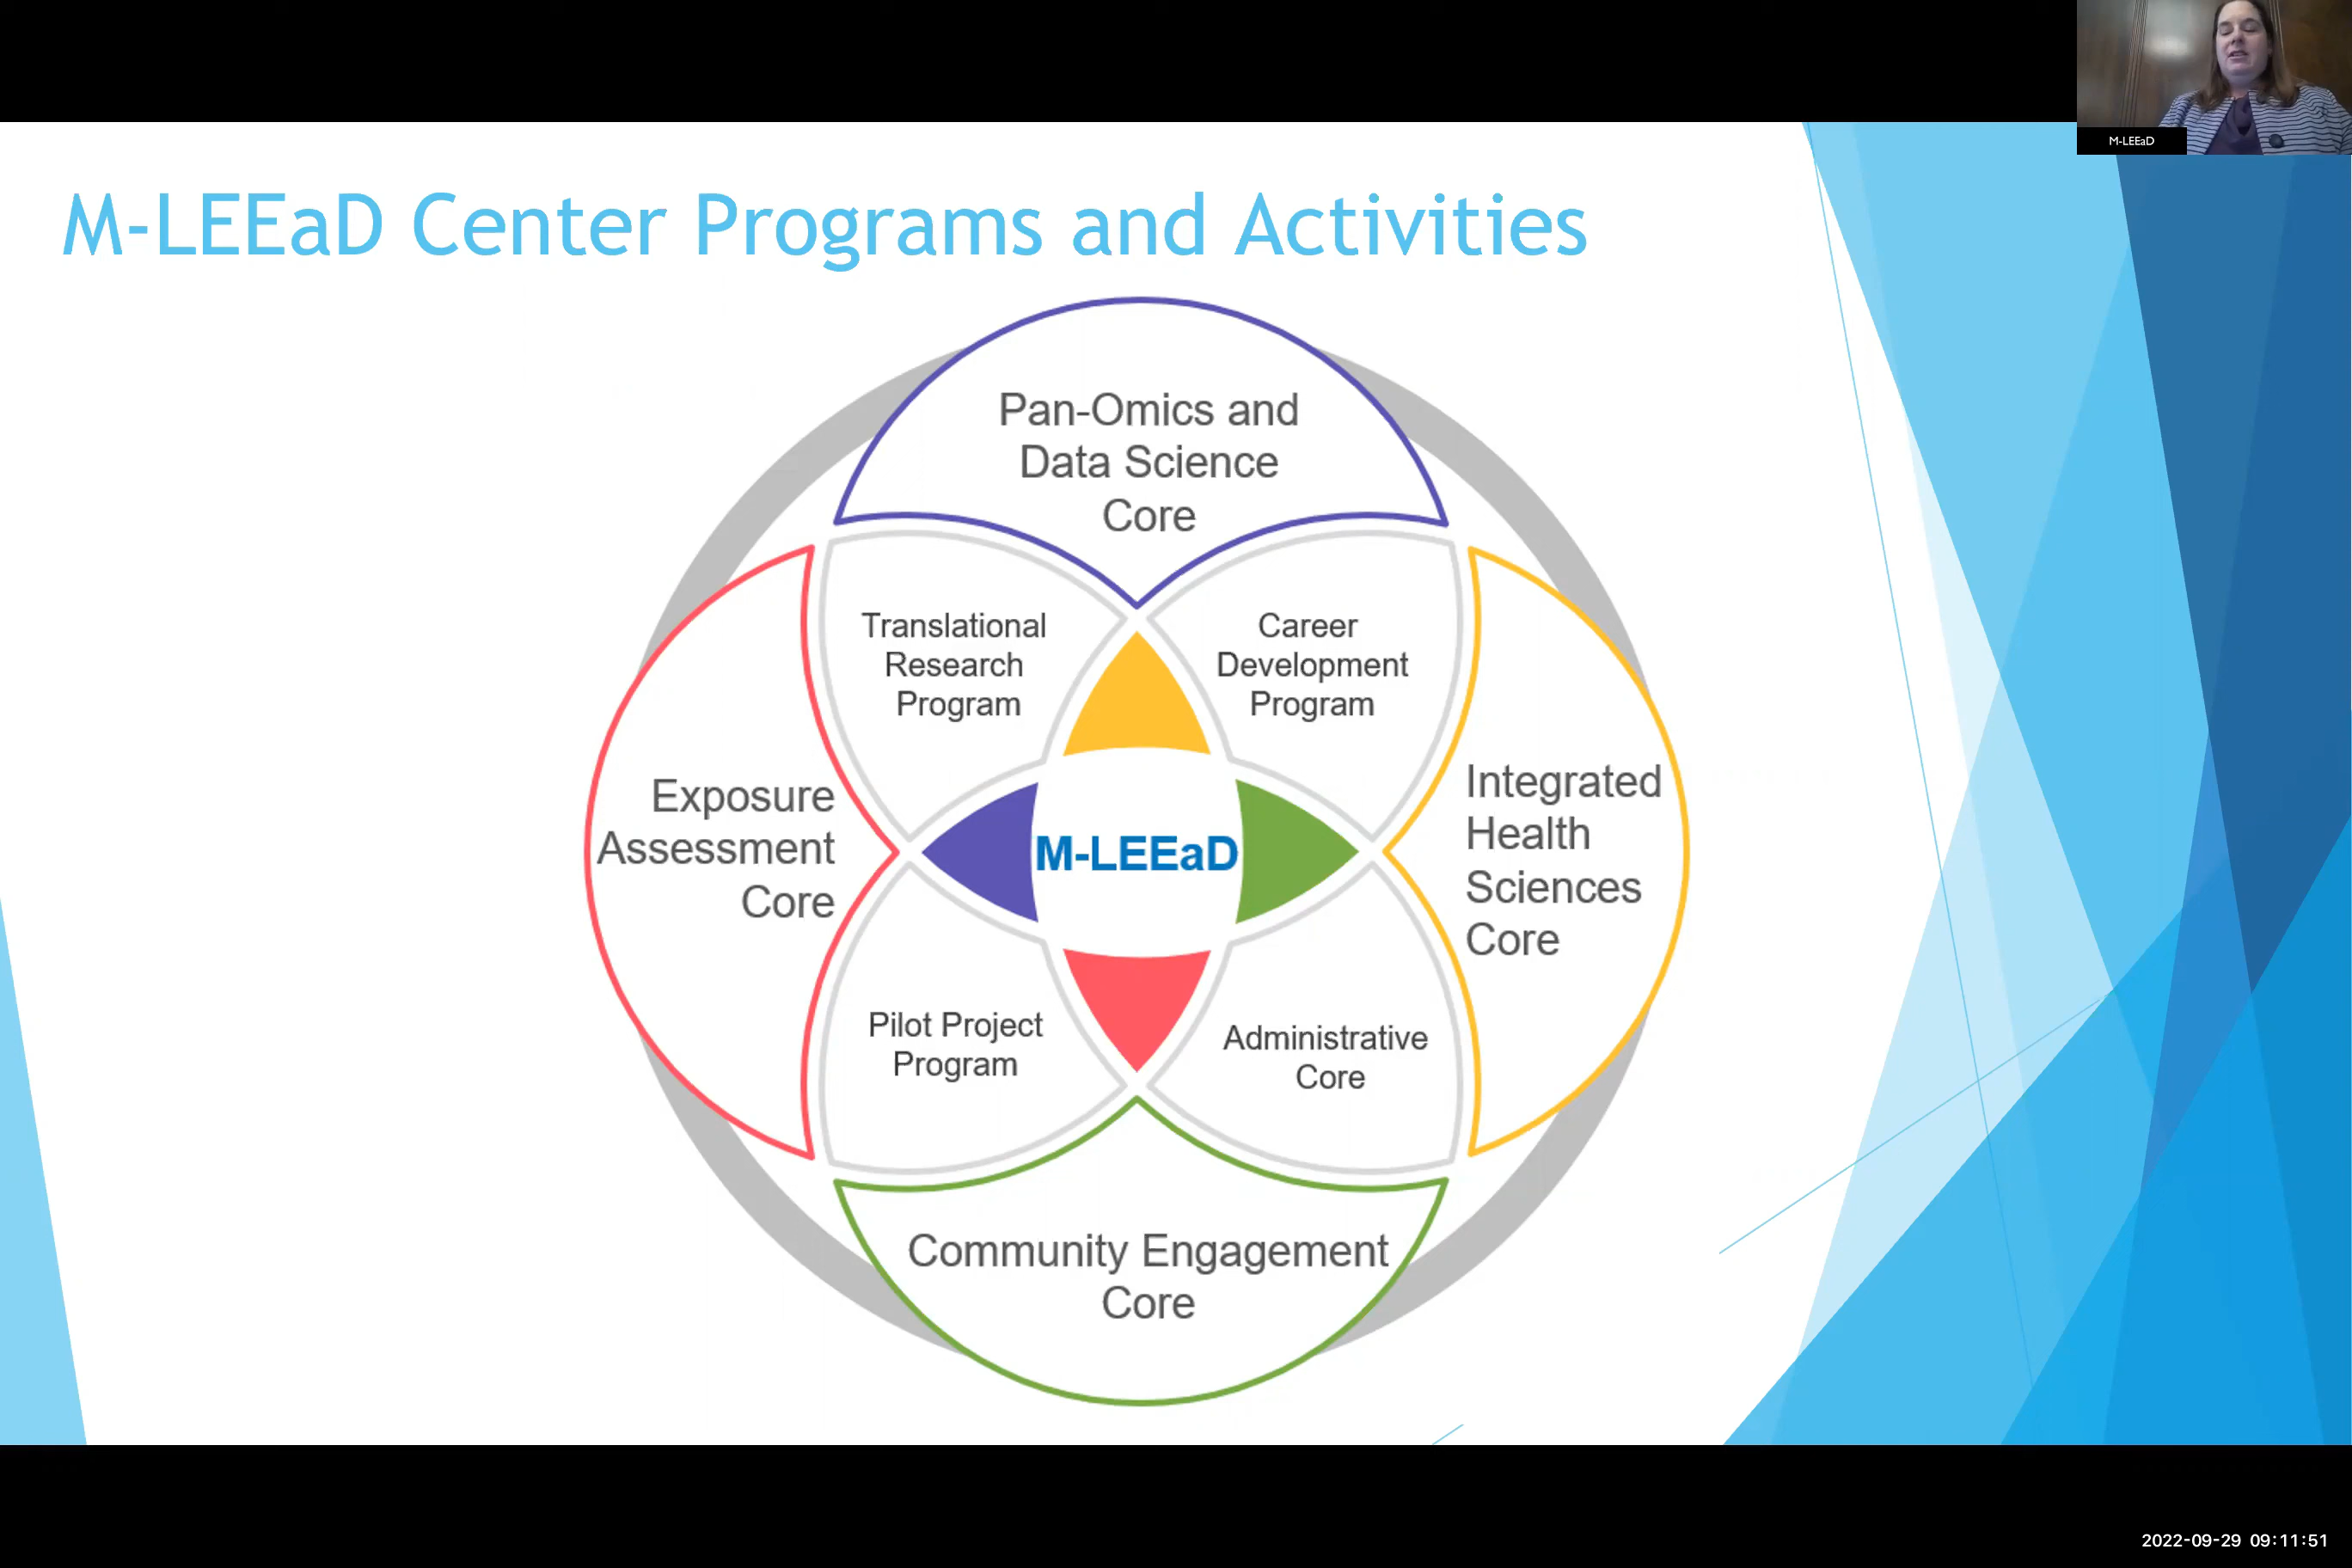 M-LEEaD
M-LEEaD Center Programs and Activities
Pan-Omics and
Data Science
Core
Translational
Research
Program
Career
Development
Program
Exposure
Assessment
Core
M-LEEaD
Integrated
Health
Sciences
Core
Pilot Project
Program
Administrative
Core
Community Engagement
Core
2022-09-29 09:11:51